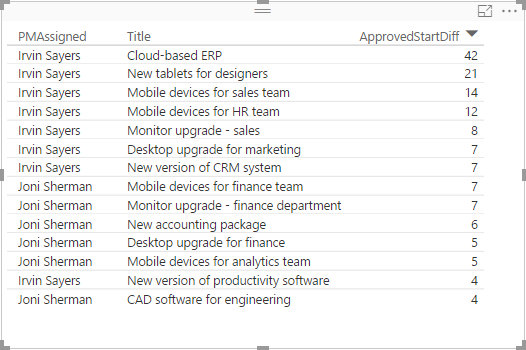 PMAssigned Title ApprovedStartDiff
Irvin Sayers Cloud-based ERP 42
Irvin Sayers New tablets for designers 21
Irvin Sayers Mobile devices for sales team 14
Irvin Sayers Mobile devices for HR team 12
Irvin Sayers Monitor upgrade - sales 8
Irvin Sayers Desktop upgrade for marketing 7
Irvin Sayers New version of CRM system 7
Joni Sherman Mobile devices for finance team 7
Joni Sherman Monitor upgrade - finance department 7
Joni Sherman New accounting package 6
Joni Sherman Desktop upgrade for finance 5
Joni Sherman Mobile devices for analytics team 5
Irvin Sayers New version of productivity software 4
Joni Sherman CAD software for engineering 4